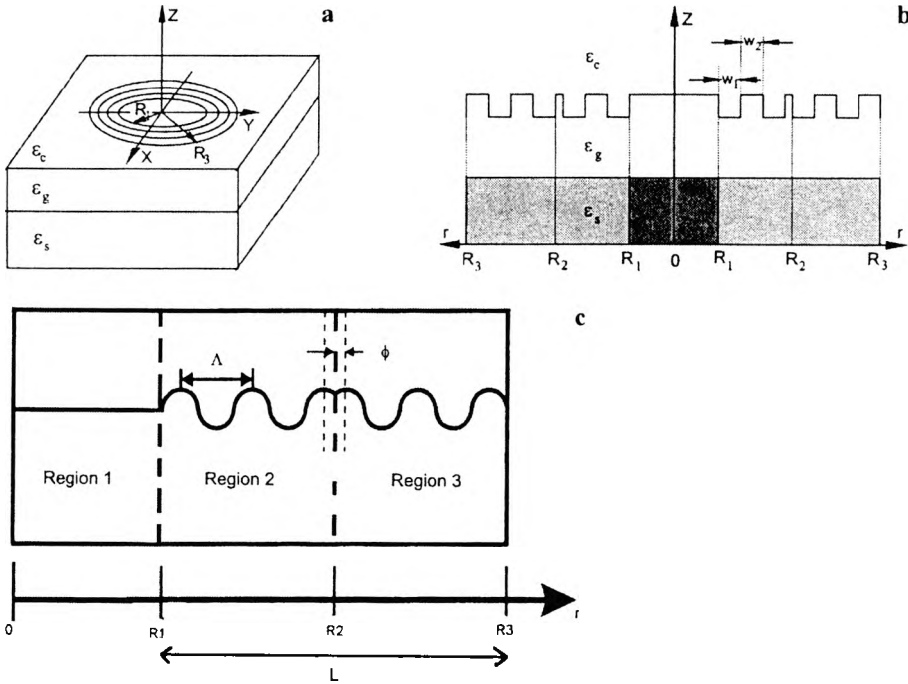 a
Z
R₁
Y
X
R₃
εc
εg
εs
b
Z
w₂
εc
w₁
εg
εs
r
R₃
R₂
R₁
0
R₁
R₂
R₃
r
c
Λ
ϕ
Region 1
Region 2
Region 3
0
R1
R2
R3
r
L